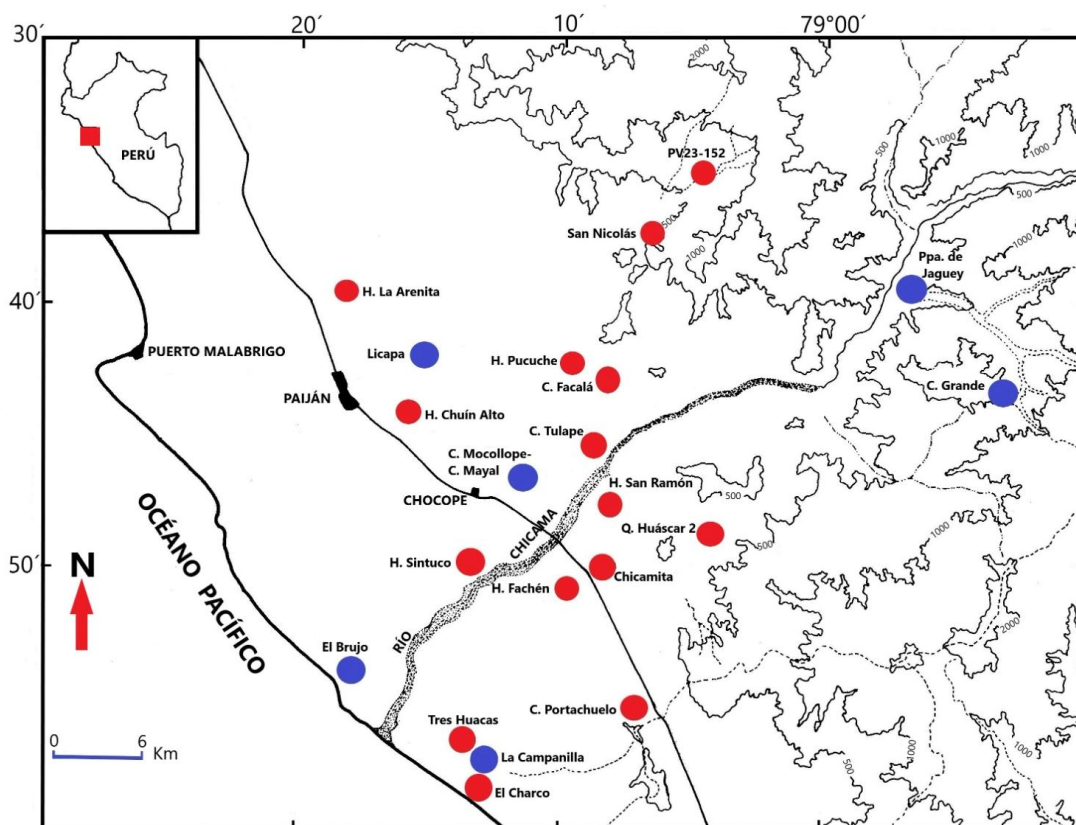 30´
20´
10´
79°00´
2000
PERÚ
PV23-152
500
1000
1000
500
San Nicolás
500
1000
1000
Ppa. de
Jaguey
40´
H. La Arenita
PUERTO MALABRIGO
Licapa
H. Pucuche
C. Facalá
C. Grande
PAIJÁN
H. Chuín Alto
C. Tulape
C. Mocollope-
C. Mayal
CHOCOPE
H. San Ramón
500
1000
Q. Huáscar 2
500
OCÉANO PACÍFICO
CHICAMA
50´
N
H. Sintuco
Chicamita
H. Fachén
2000
RÍO
El Brujo
C. Portachuelo
Tres Huacas
0 6 Km
La Campanilla
1000
1000
500
El Charco